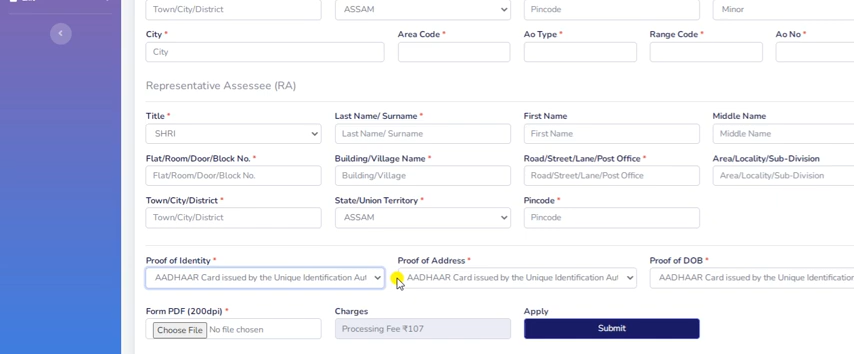 Town/City/District ASSAM Pincode Minor
City * Area Code * Ao Type * Range Code * Ao No *
City
Representative Assessee (RA)
Title * Last Name/ Surname * First Name Middle Name
SHRI Last Name/ Surname First Name Middle Name
Flat/Room/Door/Block No. * Building/Village Name * Road/Street/Lane/Post Office * Area/Locality/Sub-Division
Flat/Room/Door/Block No. Building/Village Road/Street/Lane/Post Office Area/Locality/Sub-Division
Town/City/District * State/Union Territory * Pincode *
Town/City/District ASSAM Pincode
Proof of Identity * Proof of Address * Proof of DOB *
AADHAAR Card issued by the Unique Identification Aut AADHAAR Card issued by the Unique Identification Aut AADHAAR Card issued by the Unique Identification
Form PDF (200dpi) * Charges Apply
Choose File No file chosen Processing Fee ₹107 Submit